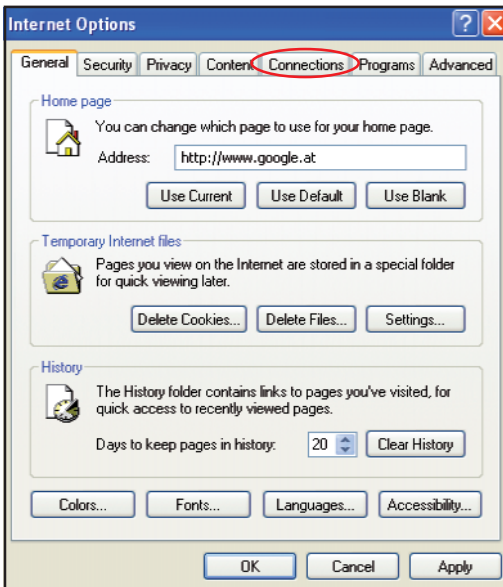 Internet Options
General Security Privacy Content Connections Programs Advanced
Home page
You can change which page to use for your home page.
Address: http://www.google.at
Use Current Use Default Use Blank
Temporary Internet files
Pages you view on the Internet are stored in a special folder
for quick viewing later.
Delete Cookies... Delete Files... Settings...
History
The History folder contains links to pages you've visited, for
quick access to recently viewed pages.
Days to keep pages in history: 20 Clear History
Colors... Fonts... Languages... Accessibility...
OK Cancel Apply